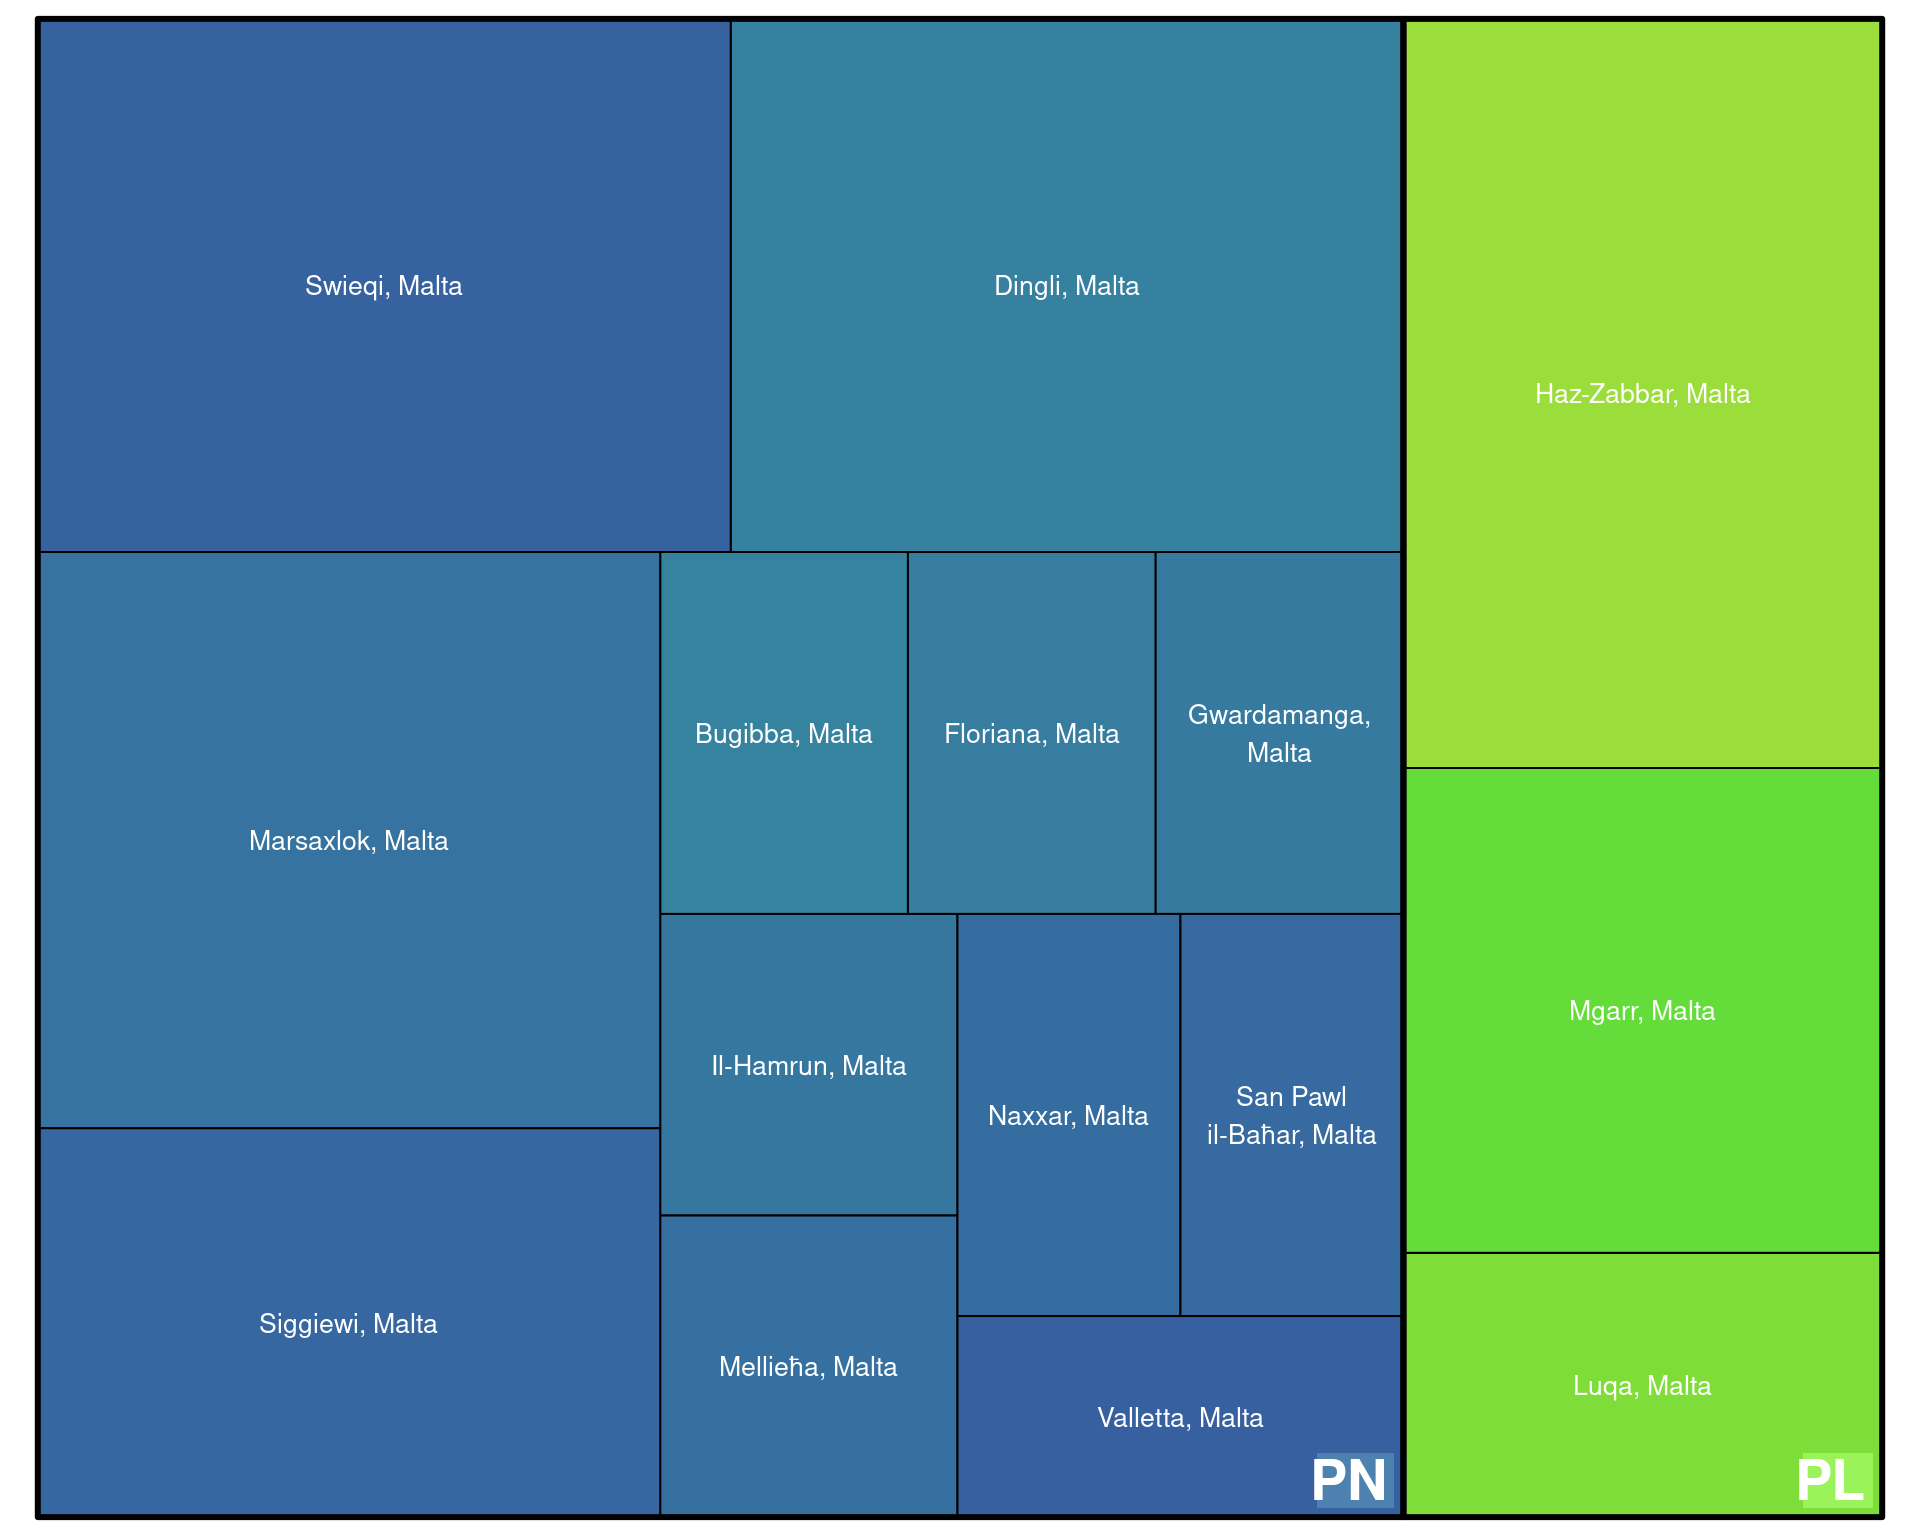 Swieqi, Malta
Dingli, Malta
Haz-Zabbar, Malta
Marsaxlok, Malta
Bugibba, Malta
Floriana, Malta
Gwardamanga,
Malta
Il-Hamrun, Malta
Naxxar, Malta
San Pawl
il-Baħar, Malta
Mgarr, Malta
Siggiewi, Malta
Mellieħa, Malta
Valletta, Malta
Luqa, Malta
PN
PL